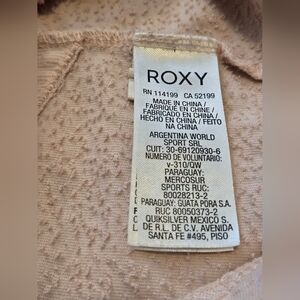 ROXY
RN 114199 CA 52199
MADE IN CHINA /
FABRIQUÉ EN CHINE /
FABRICADO EN CHINA /
HECHO EN CHINA / FEITO
NA CHINA
ARGENTINA WORLD
SPORT SRL
CUIT: 30-69120930-6
NUMERO DE VOLUNTARIO:
v-310/QW
PARAGUAY:
MERCOSUR
SPORTS RUC:
80028213-2
PARAGUAY: GUATA PORA S.A.
RUC 80050373-2
QUIKSILVER MEXICO S.
DE R.L. DE C.V. AVENIDA
SANTA FE #495, PISO